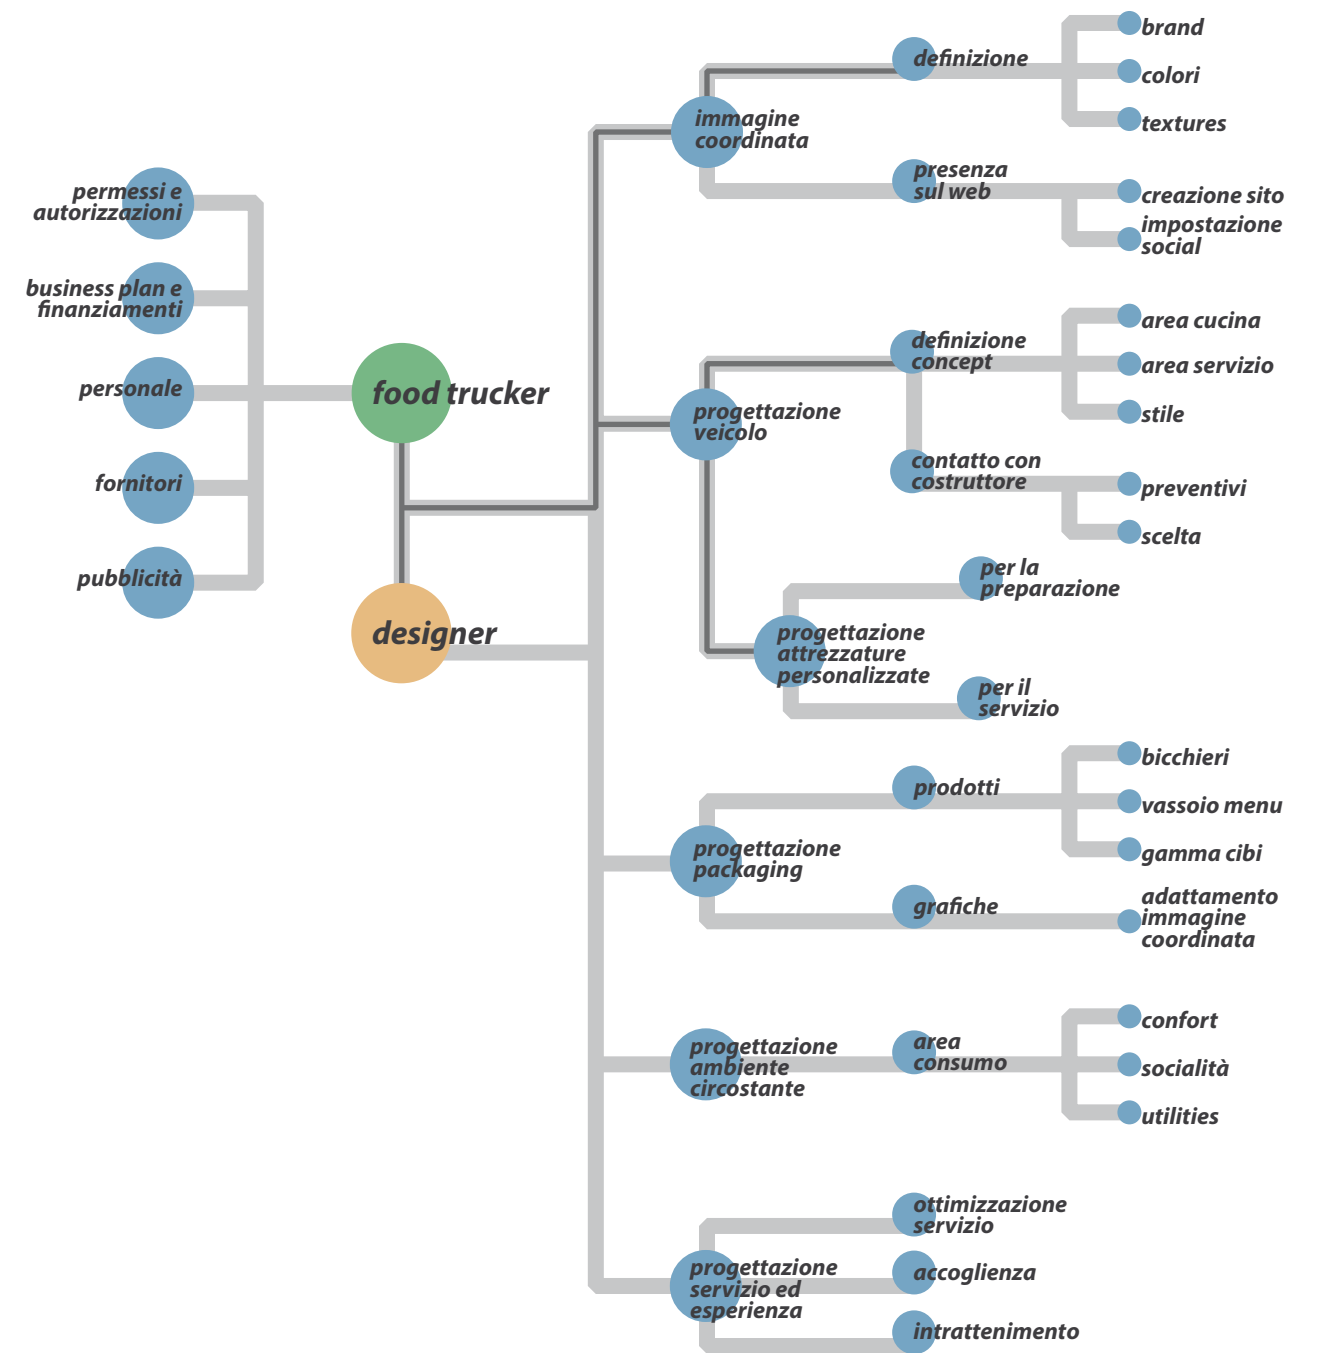 permessi e
autorizzazioni
business plan e
finanziamenti
personale
fornitori
pubblicità
food trucker
designer
immagine
coordinata
definizione
brand
colori
textures
presenza
sul web
creazione sito
impostazione
social
progettazione
veicolo
definizione
concept
area cucina
area servizio
stile
contatto con
costruttore
preventivi
scelta
progettazione
attrezzature
personalizzate
per la
preparazione
per il
servizio
progettazione
packaging
prodotti
bicchieri
vassoio menu
gamma cibi
grafiche
adattamento
immagine
coordinata
progettazione
ambiente
circostante
area
consumo
confort
socialità
utilities
progettazione
servizio ed
esperienza
ottimizzazione
servizio
accoglienza
intrattenimento